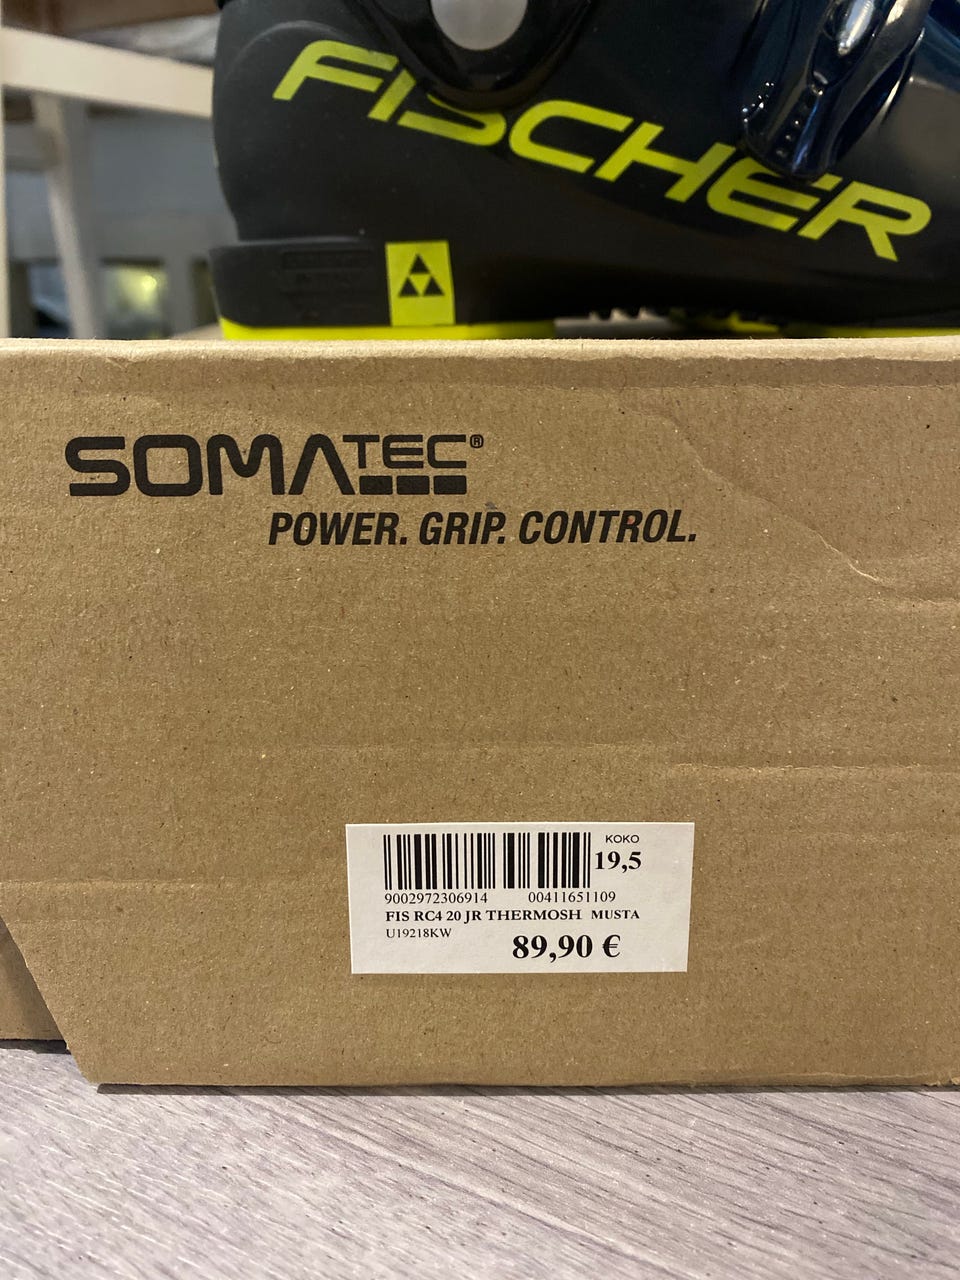 FISCHER
SOMATEC®
POWER. GRIP. CONTROL.
KOKO
19,5
9002972306914 00411651109
FIS RC4 20 JR THERMOSH MUSTA
U19218KW
89,90 €